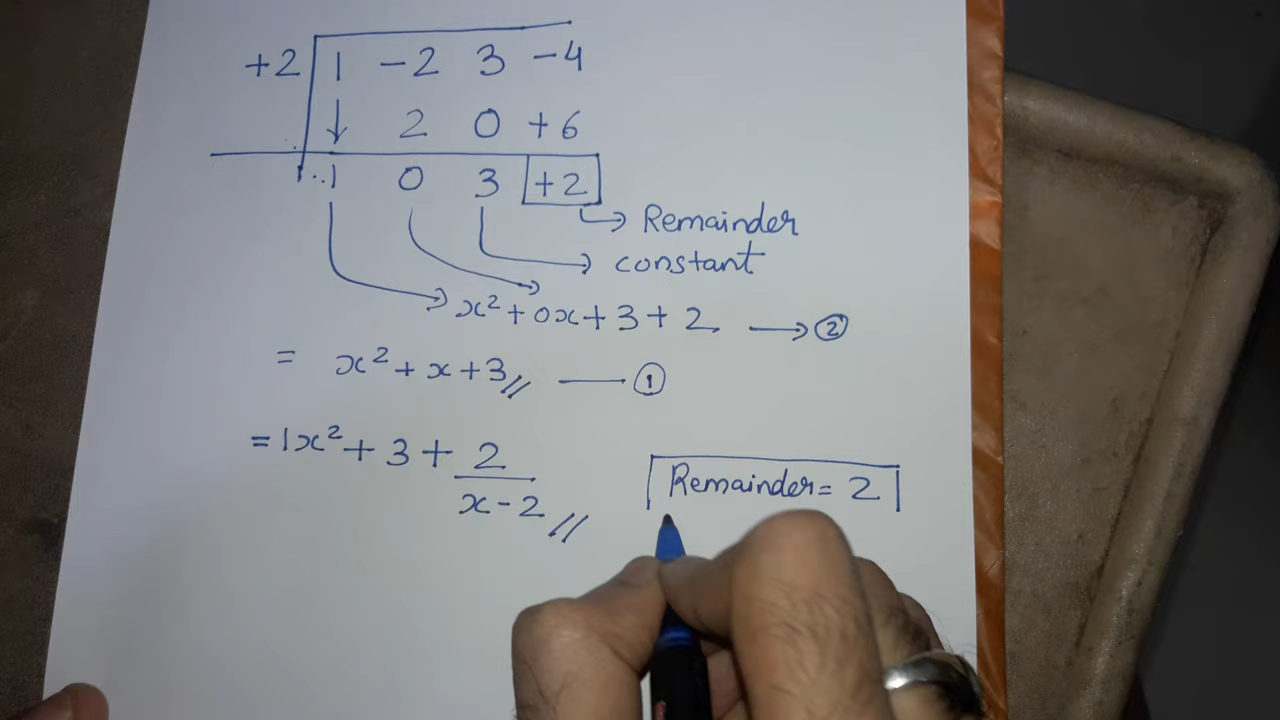 +2 1 -2 3 -4
↓ 2 0 +6
1 0 3 +2
→ Remainder
→ constant
x² + 0x + 3 + 2 → ②
= x² + x + 3 // — ①
= 1x² + 3 + 2/(x - 2) //
Remainder = 2